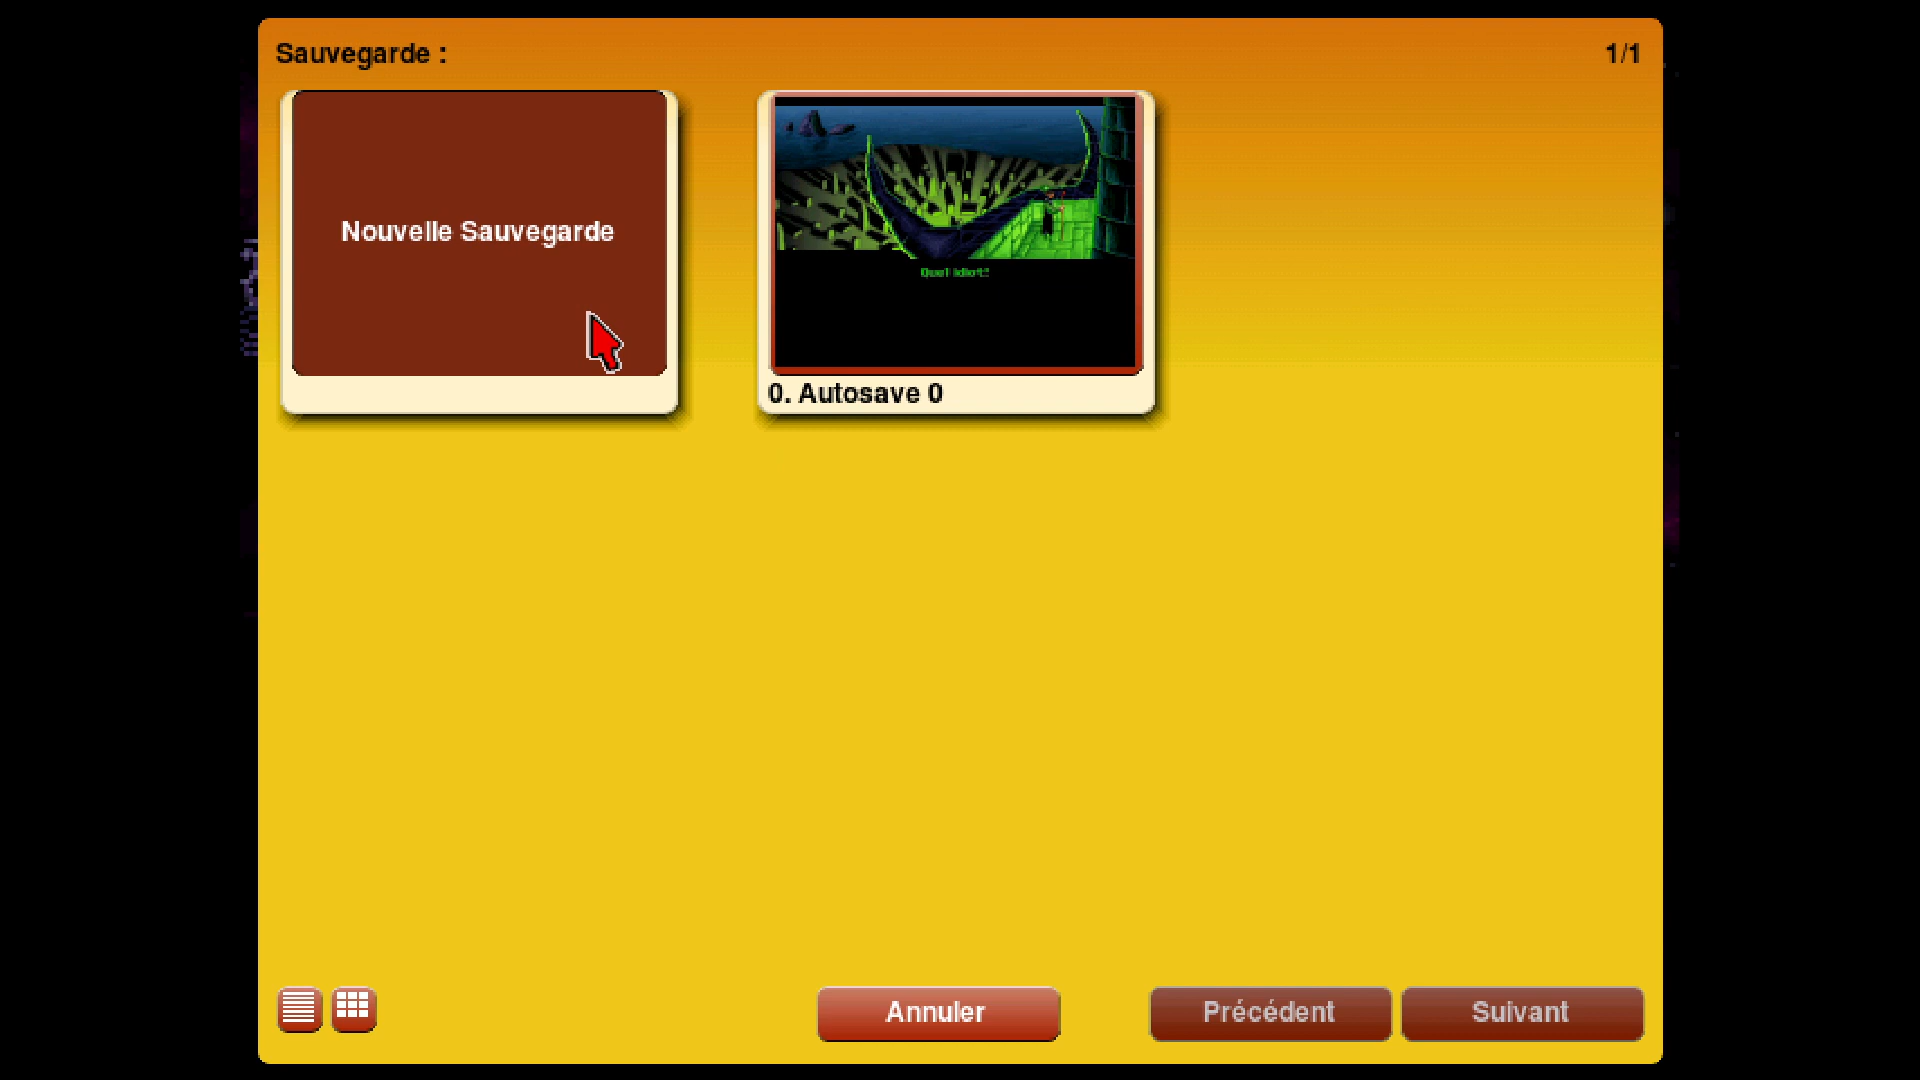 Sauvegarde :
1/1
Nouvelle Sauvegarde
Quel idiot!
0. Autosave 0
Annuler
Précédent
Suivant